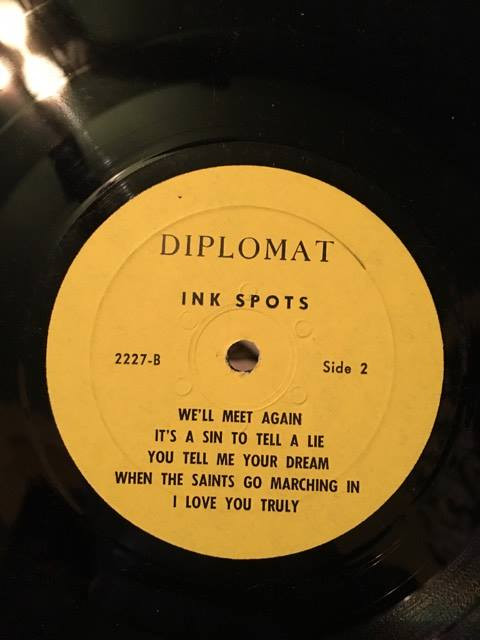 DIPLOMAT
INK SPOTS
2227-B Side 2
WE'LL MEET AGAIN
IT'S A SIN TO TELL A LIE
YOU TELL ME YOUR DREAM
WHEN THE SAINTS GO MARCHING IN
I LOVE YOU TRULY